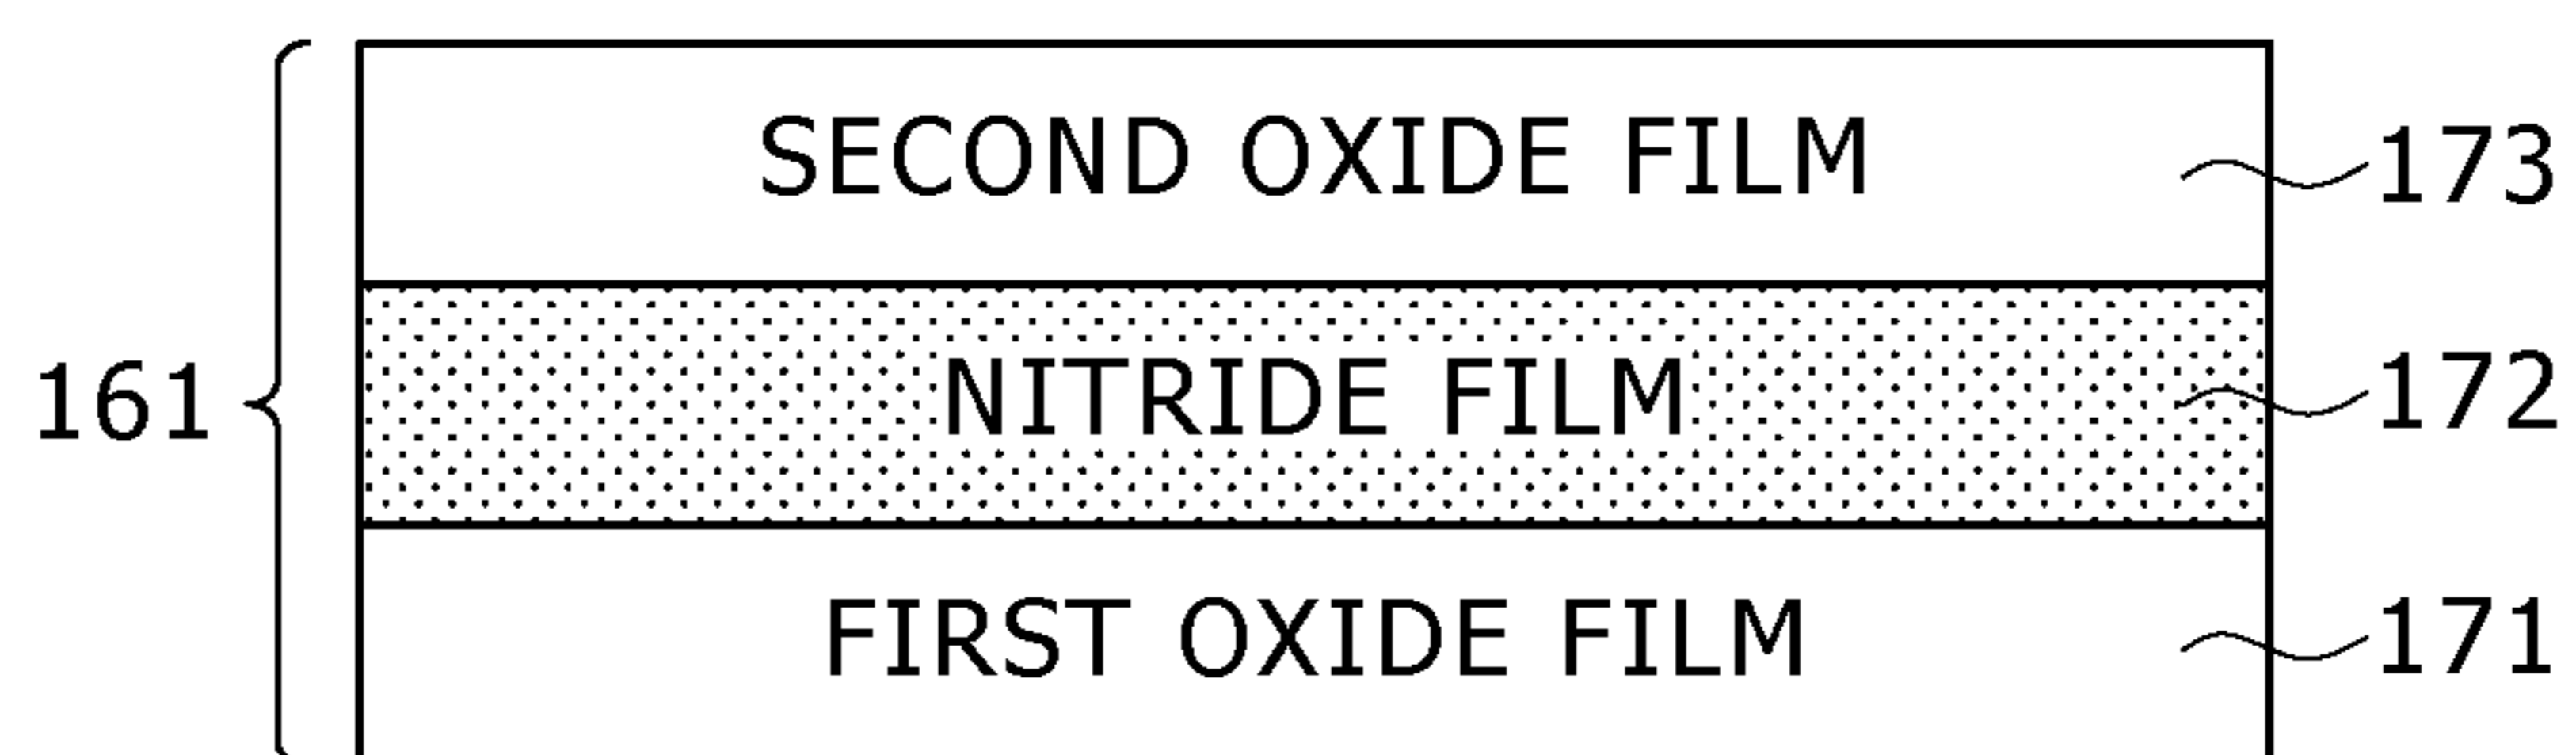 SECOND OXIDE FILM 173
161 NITRIDE FILM 172
FIRST OXIDE FILM 171